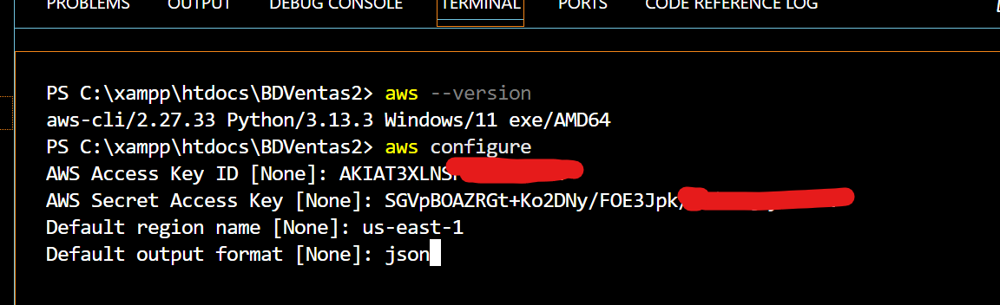 PROBLEMS OUTPUT DEBUG CONSOLE TERMINAL PORTS CODE REFERENCE LOG
PS C:\xampp\htdocs\BDVentas2> aws --version
aws-cli/2.27.33 Python/3.13.3 Windows/11 exe/AMD64
PS C:\xampp\htdocs\BDVentas2> aws configure
AWS Access Key ID [None]: AKIAT3XLNS
AWS Secret Access Key [None]: SGVpBOAZRGt+Ko2DNy/FOE3Jpk/
Default region name [None]: us-east-1
Default output format [None]: json